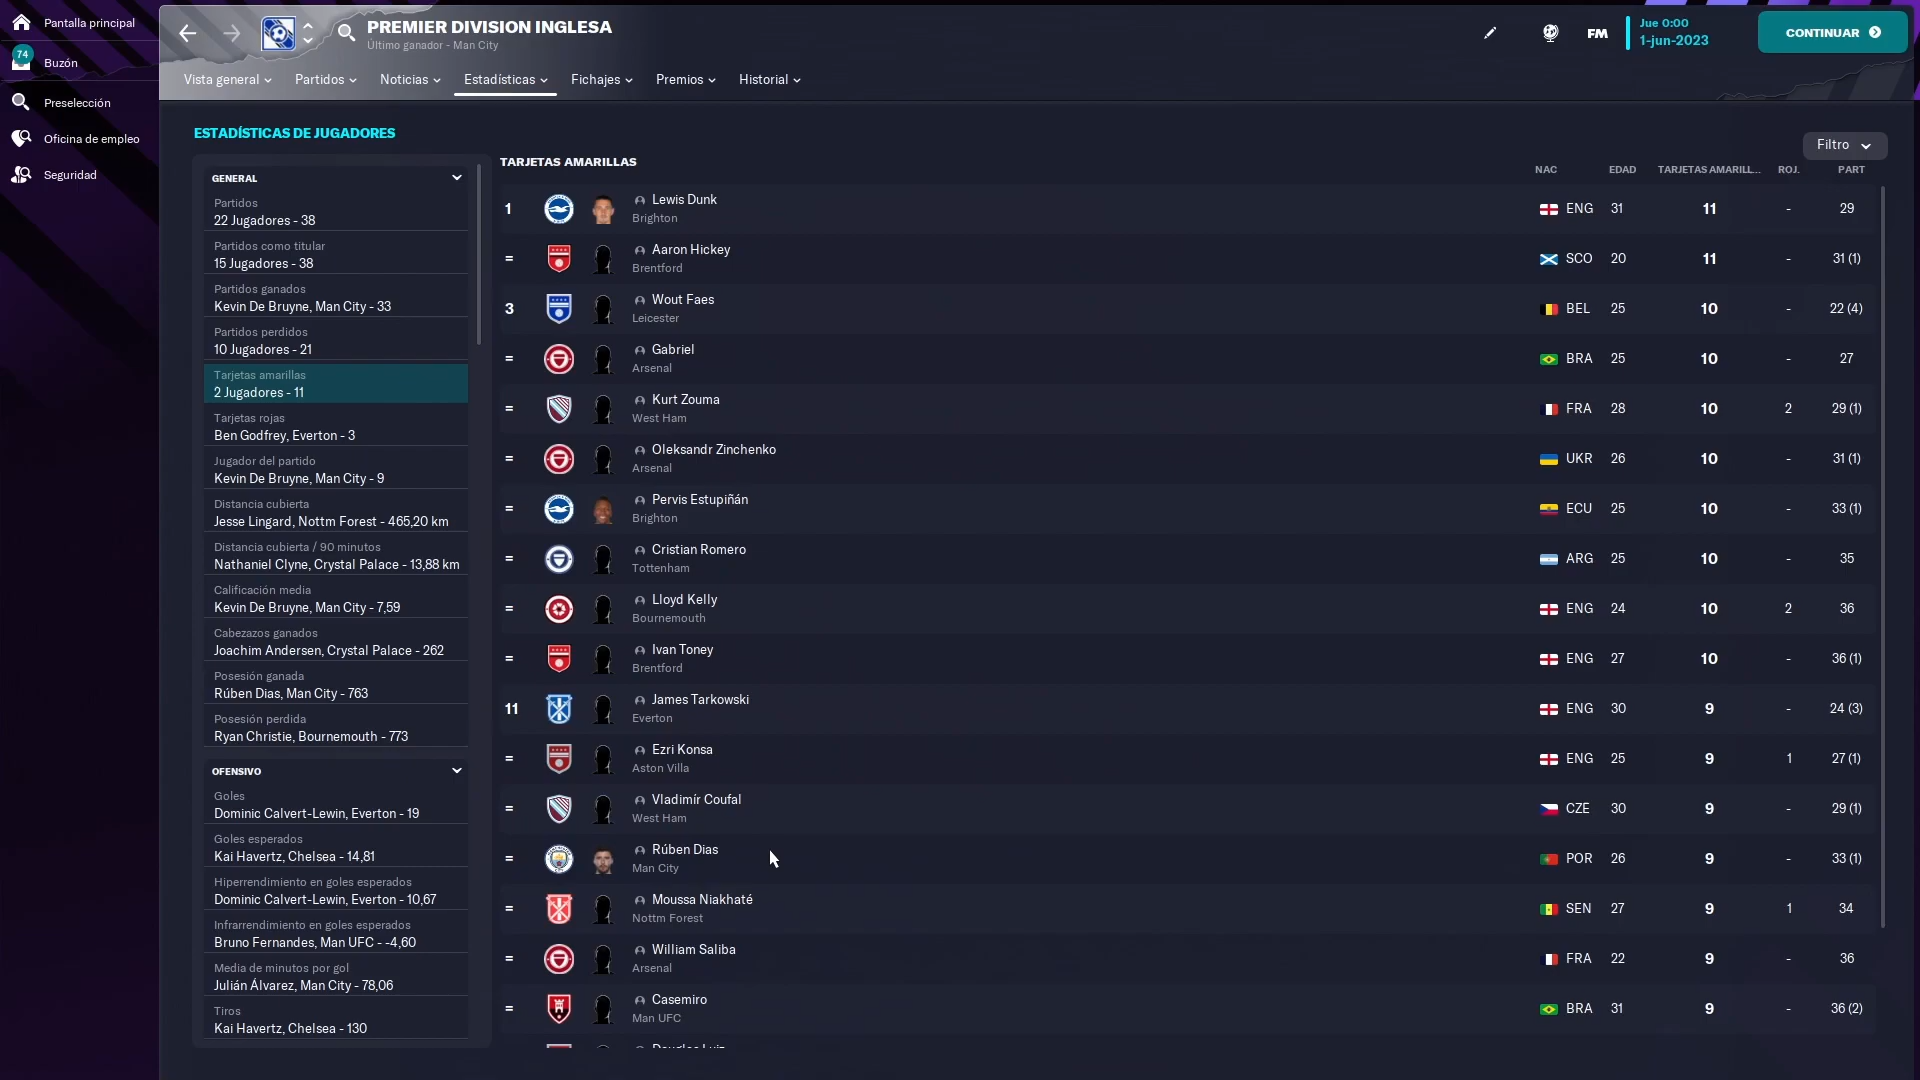 Pantalla principal
74
Buzón
Preselección
Oficina de empleo
Seguridad
PREMIER DIVISION INGLESA
Último ganador - Man City
FM
Jue 0:00
1-jun-2023
CONTINUAR
Vista general
Partidos
Noticias
Estadísticas
Fichajes
Premios
Historial
ESTADÍSTICAS DE JUGADORES
Filtro
GENERAL
Partidos
22 Jugadores - 38
Partidos como titular
15 Jugadores - 38
Partidos ganados
Kevin De Bruyne, Man City - 33
Partidos perdidos
10 Jugadores - 21
Tarjetas amarillas
2 Jugadores - 11
Tarjetas rojas
Ben Godfrey, Everton - 3
Jugador del partido
Kevin De Bruyne, Man City - 9
Distancia cubierta
Jesse Lingard, Nottm Forest - 465,20 km
Distancia cubierta / 90 minutos
Nathaniel Clyne, Crystal Palace - 13,88 km
Calificación media
Kevin De Bruyne, Man City - 7,59
Cabezazos ganados
Joachim Andersen, Crystal Palace - 262
Posesión ganada
Rúben Dias, Man City - 763
Posesión perdida
Ryan Christie, Bournemouth - 773
OFENSIVO
Goles
Dominic Calvert-Lewin, Everton - 19
Goles esperados
Kai Havertz, Chelsea - 14,81
Hiperrendimiento en goles esperados
Dominic Calvert-Lewin, Everton - 10,67
Infrarrendimiento en goles esperados
Bruno Fernandes, Man UFC - -4,60
Media de minutos por gol
Julián Álvarez, Man City - 78,06
Tiros
Kai Havertz, Chelsea - 130
TARJETAS AMARILLAS
NAC EDAD TARJETAS AMARILL... ROJ. PART
1 Lewis Dunk ENG 31 11 - 29
Brighton
= Aaron Hickey SCO 20 11 - 31 (1)
Brentford
3 Wout Faes BEL 25 10 - 22 (4)
Leicester
= Gabriel BRA 25 10 - 27
Arsenal
= Kurt Zouma FRA 28 10 2 29 (1)
West Ham
= Oleksandr Zinchenko UKR 26 10 - 31 (1)
Arsenal
= Pervis Estupiñán ECU 25 10 - 33 (1)
Brighton
= Cristian Romero ARG 25 10 - 35
Tottenham
= Lloyd Kelly ENG 24 10 2 36
Bournemouth
= Ivan Toney ENG 27 10 - 36 (1)
Brentford
11 James Tarkowski ENG 30 9 - 24 (3)
Everton
= Ezri Konsa ENG 25 9 1 27 (1)
Aston Villa
= Vladimír Coufal CZE 30 9 - 29 (1)
West Ham
= Rúben Dias POR 26 9 - 33 (1)
Man City
= Moussa Niakhaté SEN 27 9 1 34
Nottm Forest
= William Saliba FRA 22 9 - 36
Arsenal
= Casemiro BRA 31 9 - 36 (2)
Man UFC